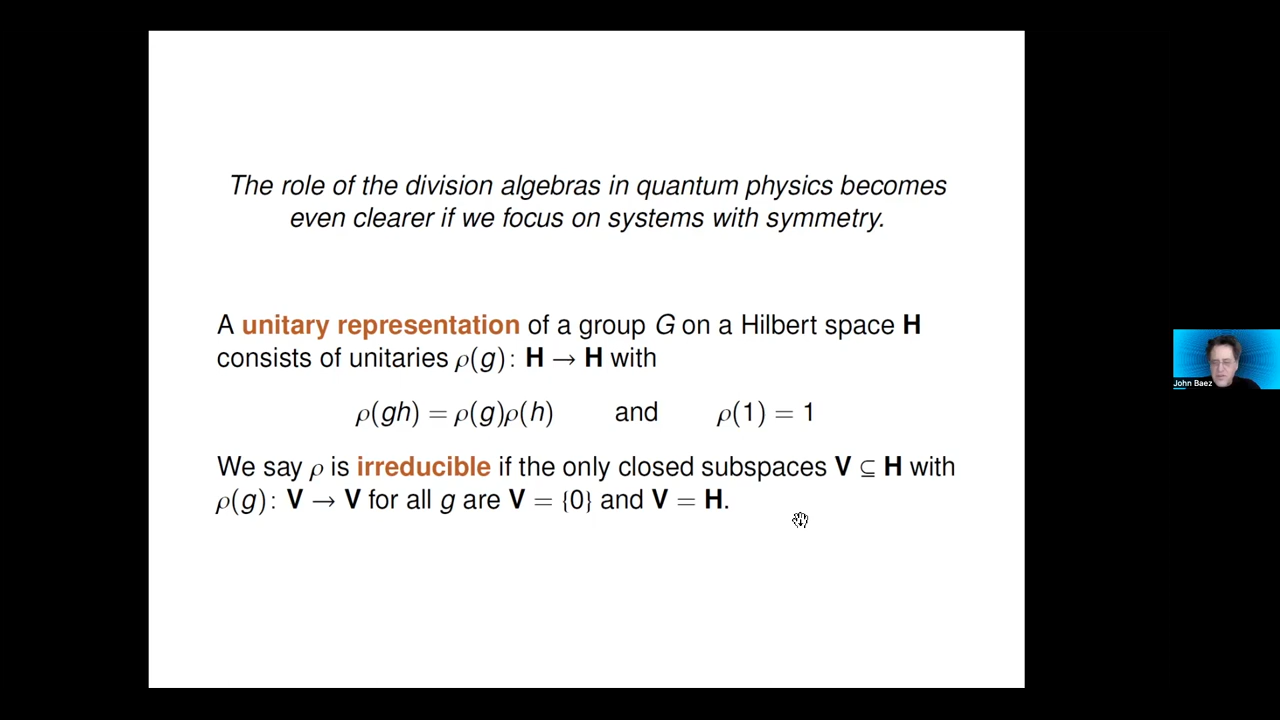 The role of the division algebras in quantum physics becomes
even clearer if we focus on systems with symmetry.
A unitary representation of a group G on a Hilbert space H
consists of unitaries ρ(g): H → H with
ρ(gh) = ρ(g)ρ(h) and ρ(1) = 1
We say ρ is irreducible if the only closed subspaces V ⊆ H with
ρ(g): V → V for all g are V = {0} and V = H.
John Baez